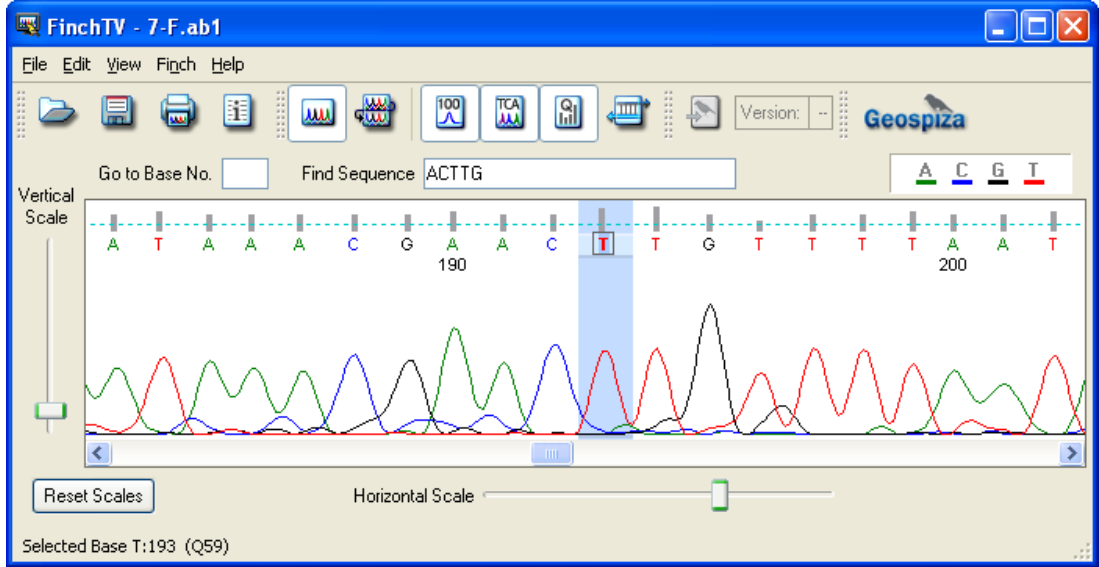 FinchTV - 7-F.ab1
File Edit View Finch Help
100 TCA Q Version: -- Geospiza
Go to Base No. Find Sequence ACTTG A C G T
Vertical
Scale
A T A A A C G A A C T T G T T T T A A T
190 200
Reset Scales Horizontal Scale
Selected Base T:193 (Q59)